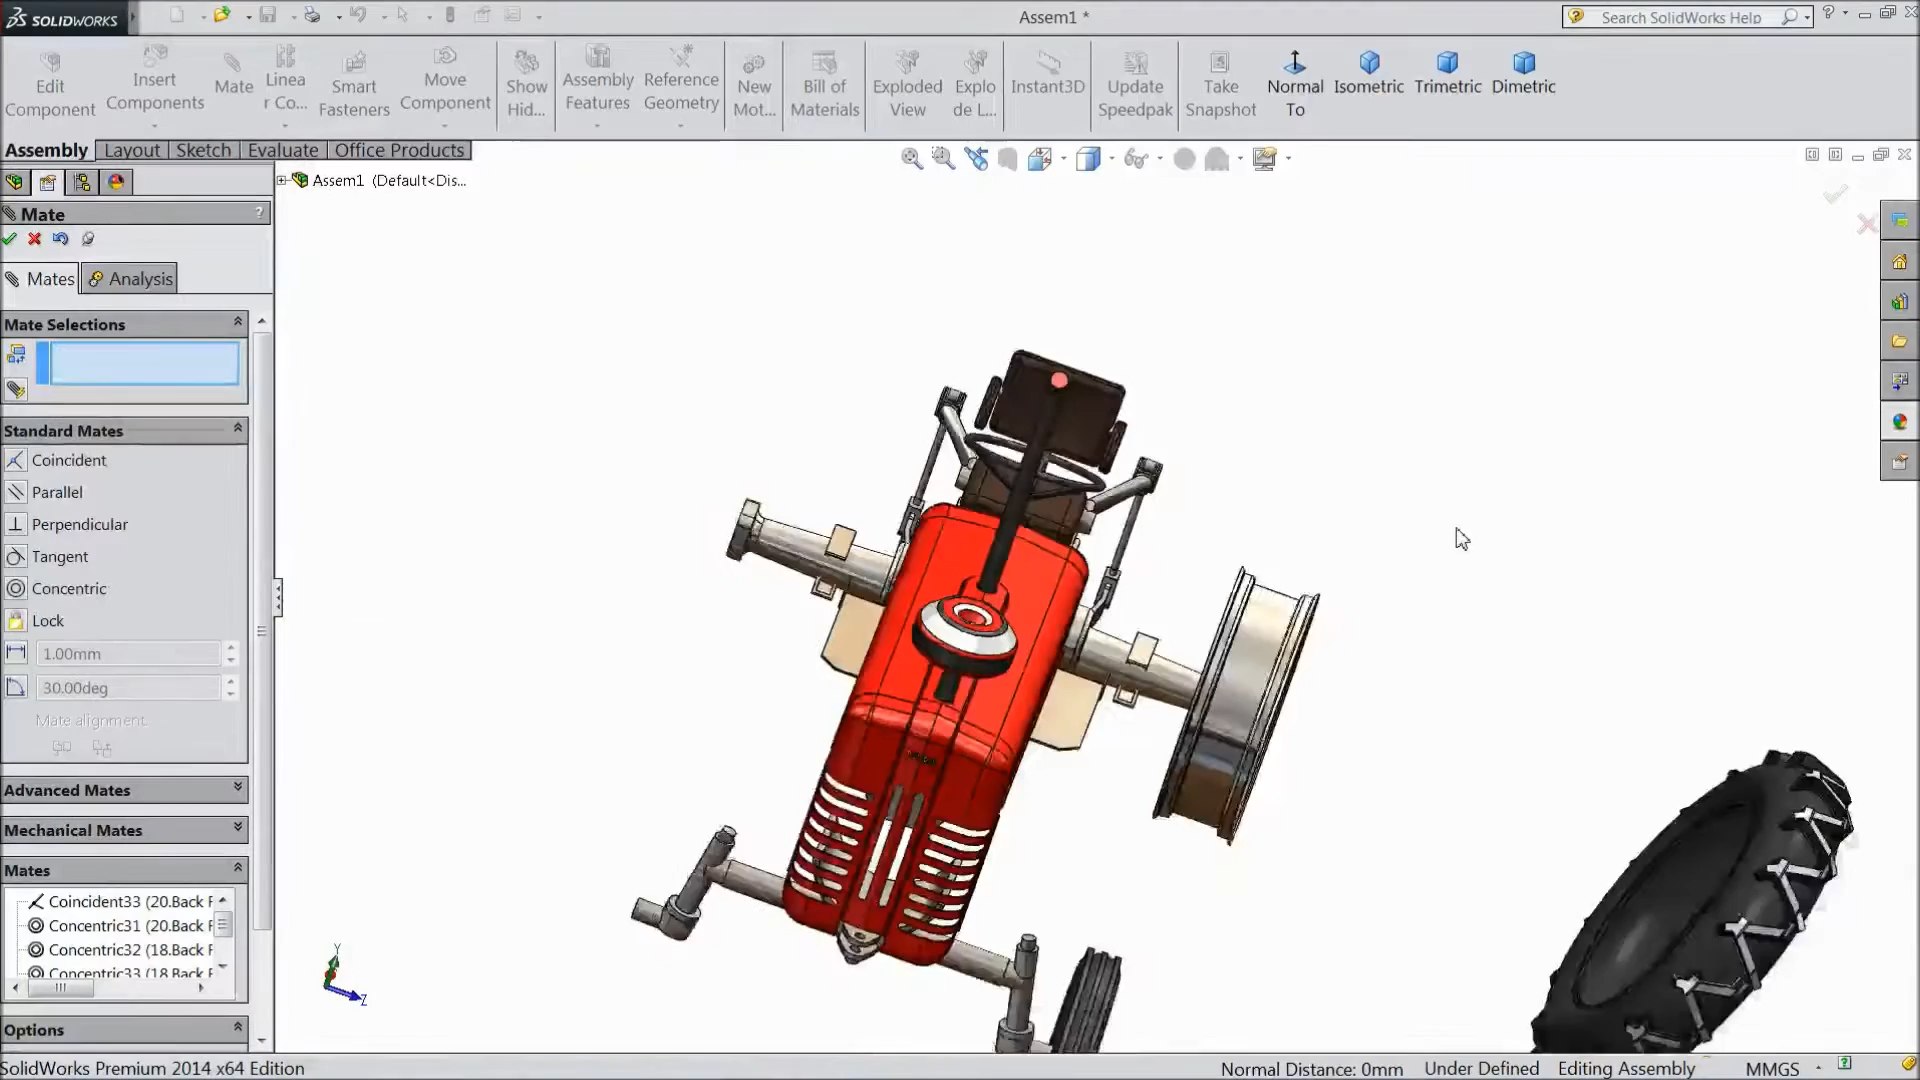 SOLIDWORKS
Assem1 *
Search SolidWorks Help
Edit Component
Insert Components
Mate
Linea r Co...
Smart Fasteners
Move Component
Show Hid...
Assembly Features
Reference Geometry
New Mot...
Bill of Materials
Exploded View
Explo de L...
Instant3D
Update Speedpak
Take Snapshot
Normal To
Isometric
Trimetric
Dimetric
Assembly Layout Sketch Evaluate Office Products
Assem1 (Default<Dis...
Mate ?
Mates Analysis
Mate Selections
Standard Mates
Coincident
Parallel
Perpendicular
Tangent
Concentric
Lock
1.00mm
30.00deg
Mate alignment
Advanced Mates
Mechanical Mates
Mates
Coincident33 (20.Back F
Concentric31 (20.Back F
Concentric32 (18.Back F
Concentric33 (18.Back F
Options
Y
Z
SolidWorks Premium 2014 x64 Edition
Normal Distance: 0mm Under Defined Editing Assembly MMGS